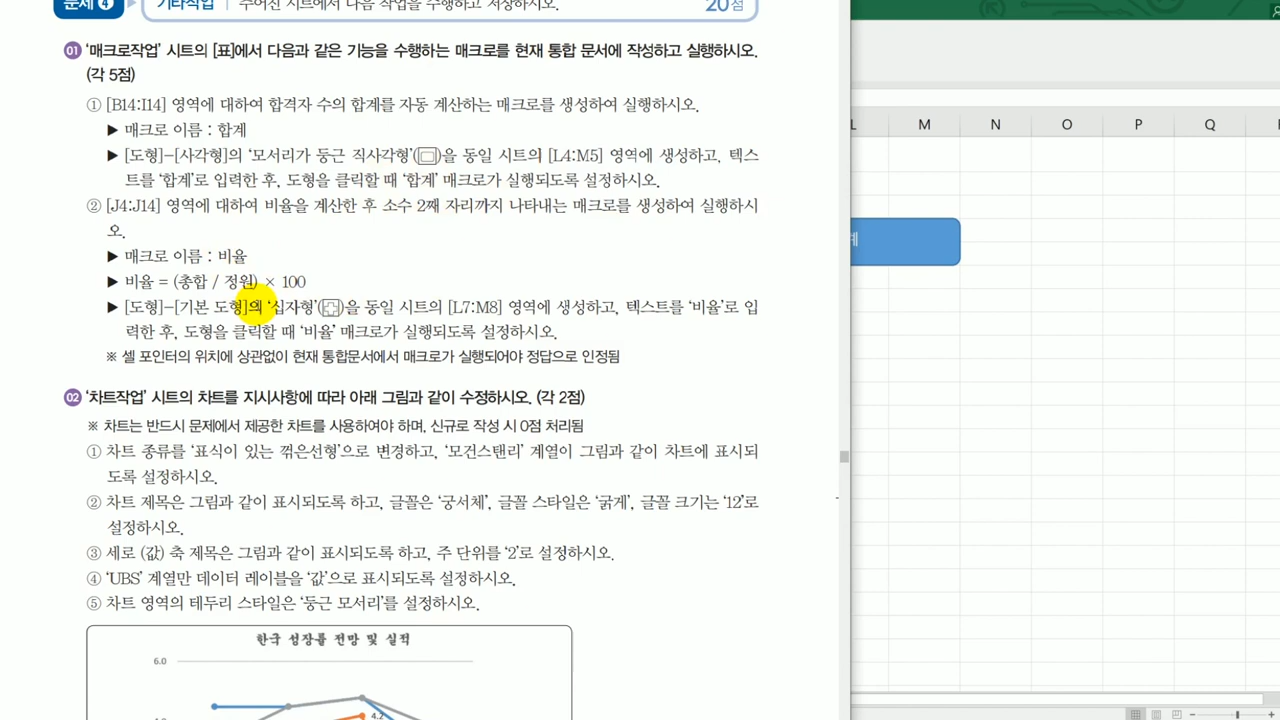 문제 4 기타작업 주어진 시트에서 다음 작업을 수행하고 저장하시오. 20점
01 ‘매크로작업’ 시트의 [표]에서 다음과 같은 기능을 수행하는 매크로를 현재 통합 문서에 작성하고 실행하시오.
(각 5점)
① [B14:I14] 영역에 대하여 합격자 수의 합계를 자동 계산하는 매크로를 생성하여 실행하시오.
▶ 매크로 이름 : 합계
▶ [도형]-[사각형]의 ‘모서리가 둥근 직사각형’()을 동일 시트의 [L4:M5] 영역에 생성하고, 텍스
트를 ‘합계’로 입력한 후, 도형을 클릭할 때 ‘합계’ 매크로가 실행되도록 설정하시오.
② [J4:J14] 영역에 대하여 비율을 계산한 후 소수 2째 자리까지 나타내는 매크로를 생성하여 실행하시
오.
▶ 매크로 이름 : 비율
▶ 비율 = (총합 / 정원) × 100
▶ [도형]-[기본 도형]의 ‘십자형’()을 동일 시트의 [L7:M8] 영역에 생성하고, 텍스트를 ‘비율’로 입
력한 후, 도형을 클릭할 때 ‘비율’ 매크로가 실행되도록 설정하시오.
※ 셀 포인터의 위치에 상관없이 현재 통합문서에서 매크로가 실행되어야 정답으로 인정됨
02 ‘차트작업’ 시트의 차트를 지시사항에 따라 아래 그림과 같이 수정하시오. (각 2점)
※ 차트는 반드시 문제에서 제공한 차트를 사용하여야 하며, 신규로 작성 시 0점 처리됨
① 차트 종류를 ‘표식이 있는 꺾은선형’으로 변경하고, ‘모건스탠리’ 계열이 그림과 같이 차트에 표시되
도록 설정하시오.
② 차트 제목은 그림과 같이 표시되도록 하고, 글꼴은 ‘궁서체’, 글꼴 스타일은 ‘굵게’, 글꼴 크기는 ‘12’로
설정하시오.
③ 세로 (값) 축 제목은 그림과 같이 표시되도록 하고, 주 단위를 ‘2’로 설정하시오.
④ ‘UBS’ 계열만 데이터 레이블을 ‘값’으로 표시되도록 설정하시오.
⑤ 차트 영역의 테두리 스타일은 ‘둥근 모서리’를 설정하시오.
한국 성장률 전망 및 실적
6.0
4.2
L M N O P Q
계